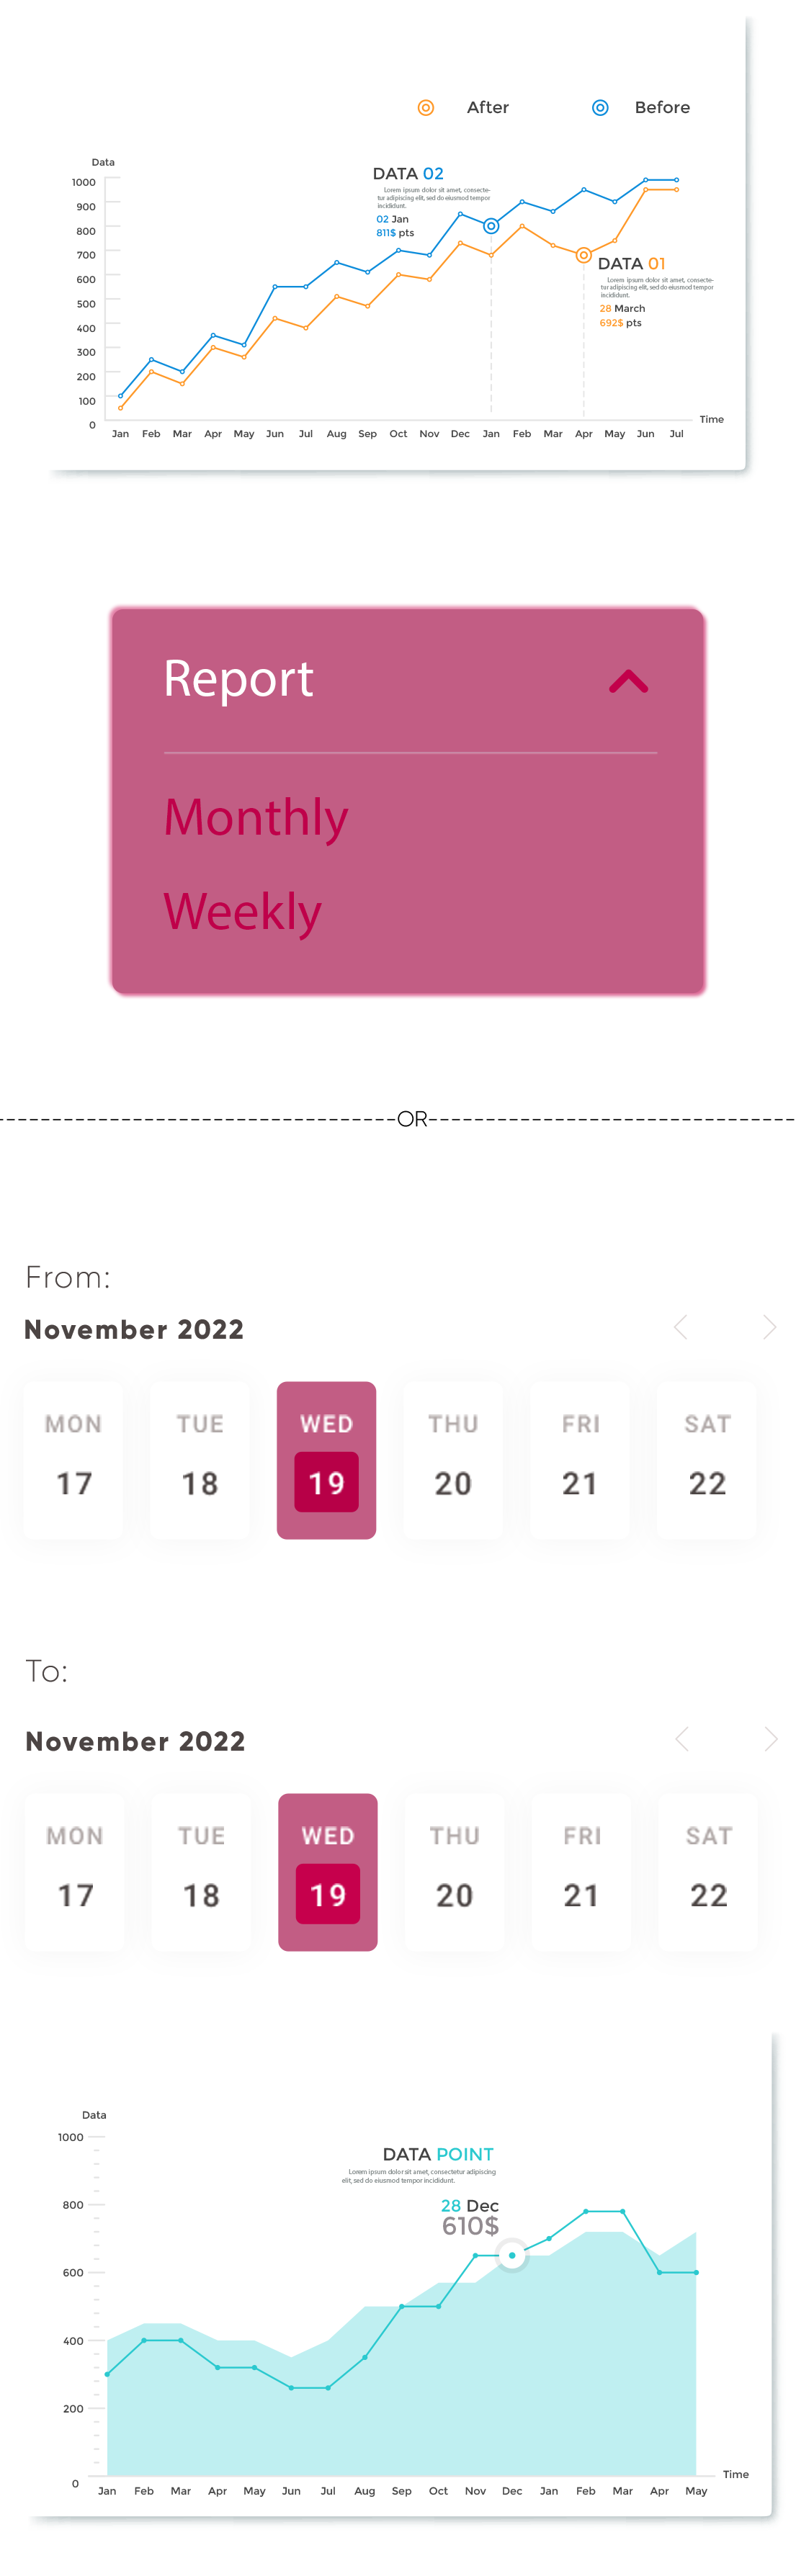 After Before
Data
1000
900
800
700
600
500
400
300
200
100
0
DATA 02
Lorem ipsum dolor sit amet, consecte-
tur adipiscing elit, sed do eiusmod tempor
incididunt.
02 Jan
811$ pts
DATA 01
Lorem ipsum dolor sit amet, consecte-
tur adipiscing elit, sed do eiusmod tempor
incididunt.
28 March
692$ pts
Time
Jan Feb Mar Apr May Jun Jul Aug Sep Oct Nov Dec Jan Feb Mar Apr May Jun Jul
Report
Monthly
Weekly
OR
From:
November 2022
MON TUE WED THU FRI SAT
17 18 19 20 21 22
To:
November 2022
MON TUE WED THU FRI SAT
17 18 19 20 21 22
Data
1000
800
600
400
200
0
DATA POINT
Lorem ipsum dolor sit amet, consectetur adipiscing
elit, sed do eiusmod tempor incididunt.
28 Dec
610$
Time
Jan Feb Mar Apr May Jun Jul Aug Sep Oct Nov Dec Jan Feb Mar Apr May